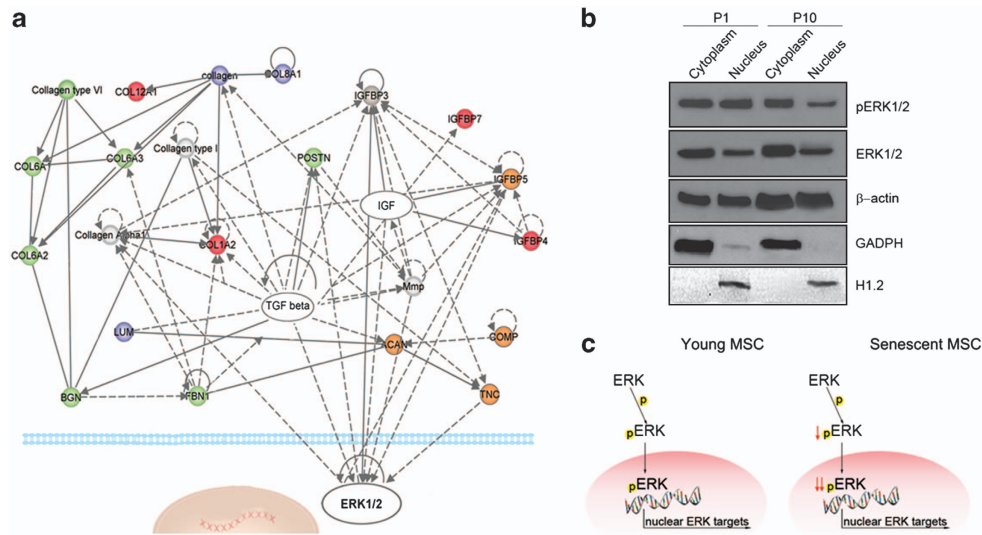 a
collagen
COL8A1
Collagen type VI
COL12A1
IGFBP3
IGFBP7
Collagen type I
COL6A
COL6A3
POSTN
IGFBP5
IGF
Collagen Alpha1
COL1A2
IGFBP4
COL6A2
Mmp
TGF beta
LUM
ACAN
COMP
BGN
FBN1
TNC
ERK1/2
b
P1
P10
Cytoplasm
Nucleus
Cytoplasm
Nucleus
pERK1/2
ERK1/2
β–actin
GADPH
H1.2
c
Young MSC
Senescent MSC
ERK
p
pERK
pERK
nuclear ERK targets
ERK
p
pERK
pERK
nuclear ERK targets